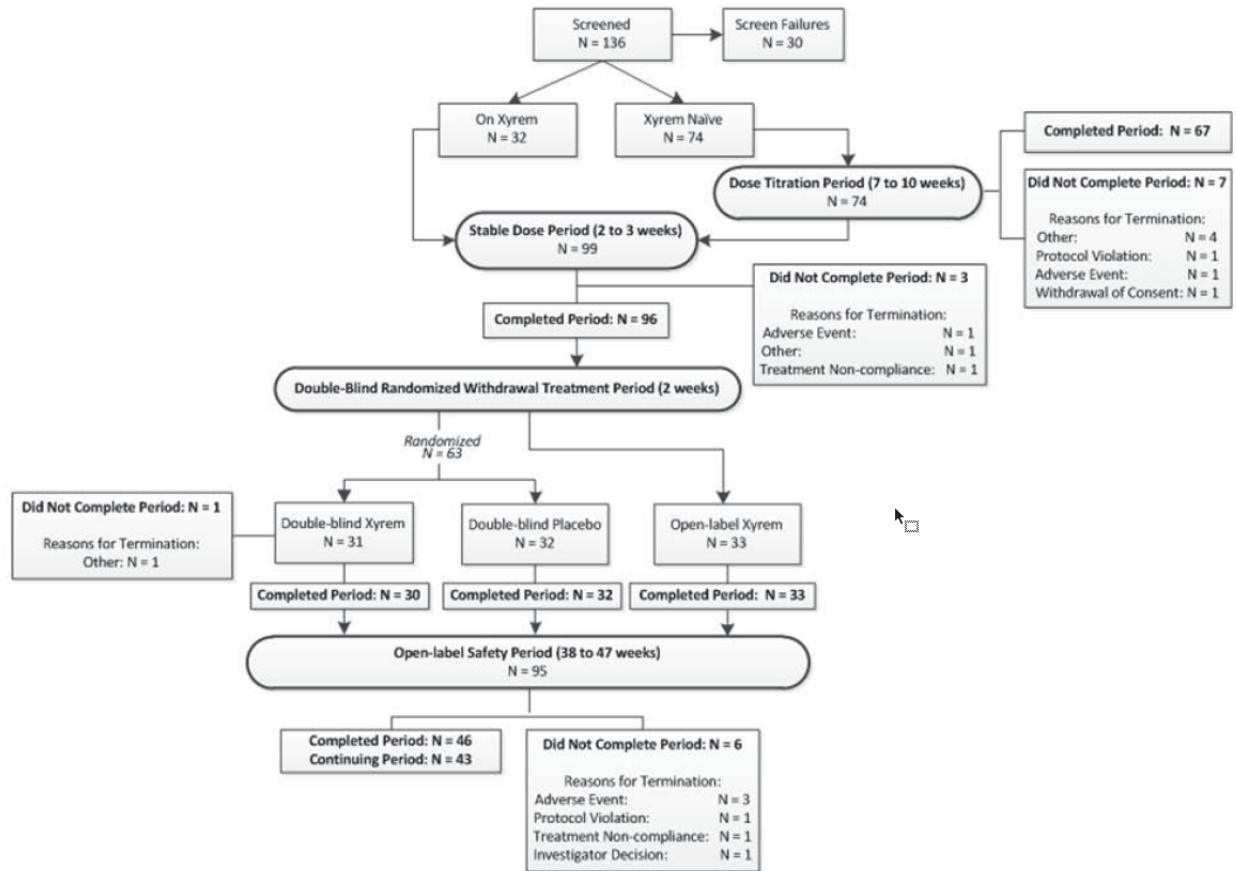 Screened
N = 136
Screen Failures
N = 30
On Xyrem
N = 32
Xyrem Naïve
N = 74
Completed Period: N = 67
Dose Titration Period (7 to 10 weeks)
N = 74
Did Not Complete Period: N = 7
Reasons for Termination:
Other: N = 4
Protocol Violation: N = 1
Adverse Event: N = 1
Withdrawal of Consent: N = 1
Stable Dose Period (2 to 3 weeks)
N = 99
Did Not Complete Period: N = 3
Reasons for Termination:
Adverse Event: N = 1
Other: N = 1
Treatment Non-compliance: N = 1
Completed Period: N = 96
Double-Blind Randomized Withdrawal Treatment Period (2 weeks)
Randomized
N = 63
Did Not Complete Period: N = 1
Reasons for Termination:
Other: N = 1
Double-blind Xyrem
N = 31
Double-blind Placebo
N = 32
Open-label Xyrem
N = 33
Completed Period: N = 30
Completed Period: N = 32
Completed Period: N = 33
Open-label Safety Period (38 to 47 weeks)
N = 95
Completed Period: N = 46
Continuing Period: N = 43
Did Not Complete Period: N = 6
Reasons for Termination:
Adverse Event: N = 3
Protocol Violation: N = 1
Treatment Non-compliance: N = 1
Investigator Decision: N = 1